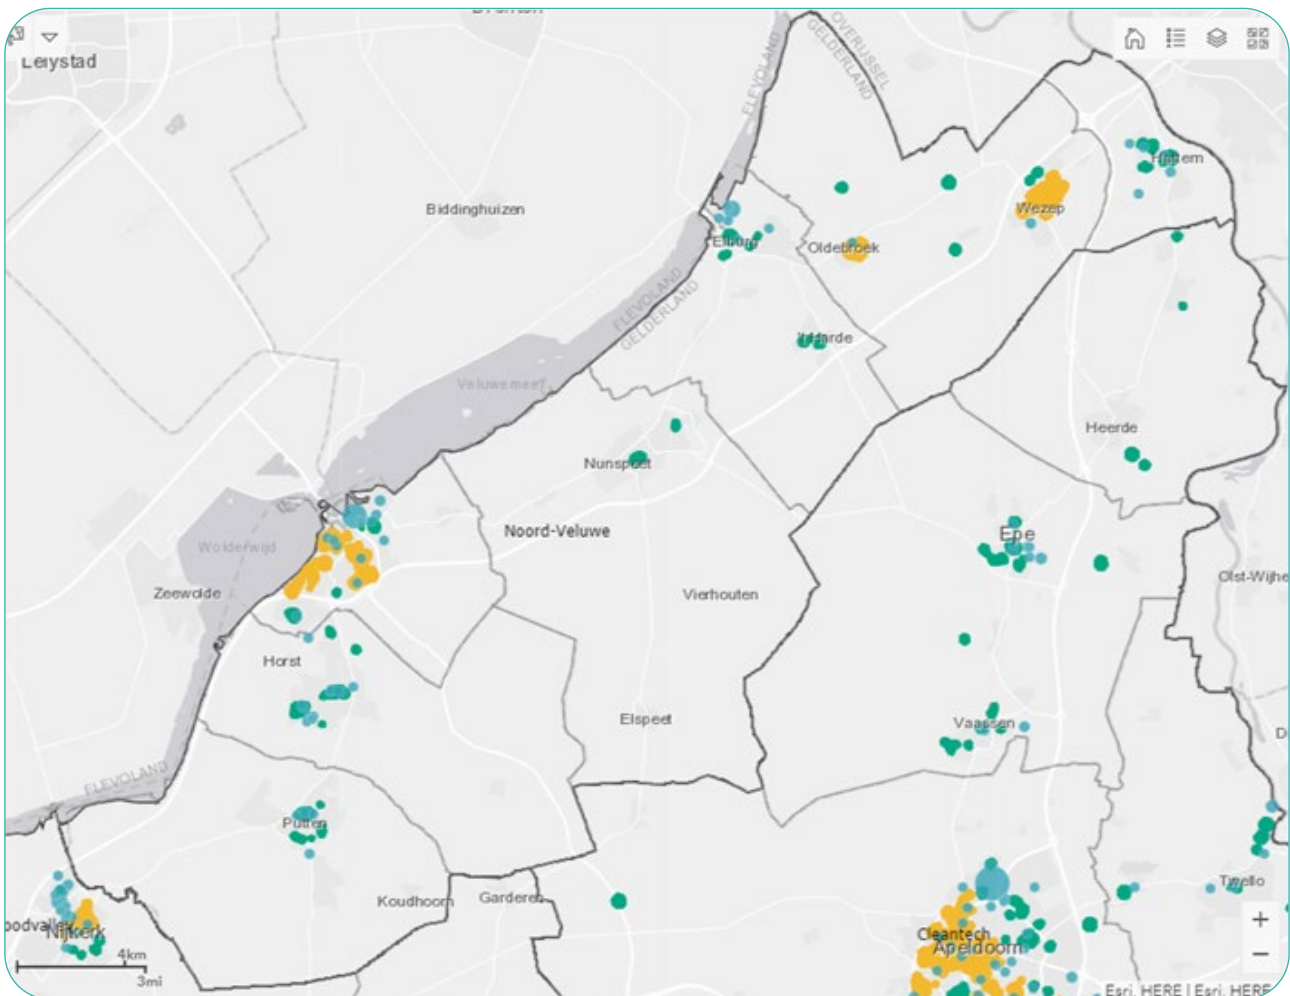 Lelystad
FLEVOLAND
OVERIJSSEL
GELDERLAND
Hattem
Biddinghuizen
Wezep
Elburg
Oldebroek
FLEVOLAND
GELDERLAND
't Harde
Veluwemeer
Heerde
Nunspeet
Noord-Veluwe
Epe
Wolderwijd
Olst-Wijhe
Zeewolde
Vierhouten
Horst
Elspeet
Vaassen
FLEVOLAND
Putten
Twello
Koudhoorn
Garderen
oodvalley
Nijkerk
Cleantech
Apeldoorn
4km
3mi
+
−
Esri, HERE | Esri, HERE